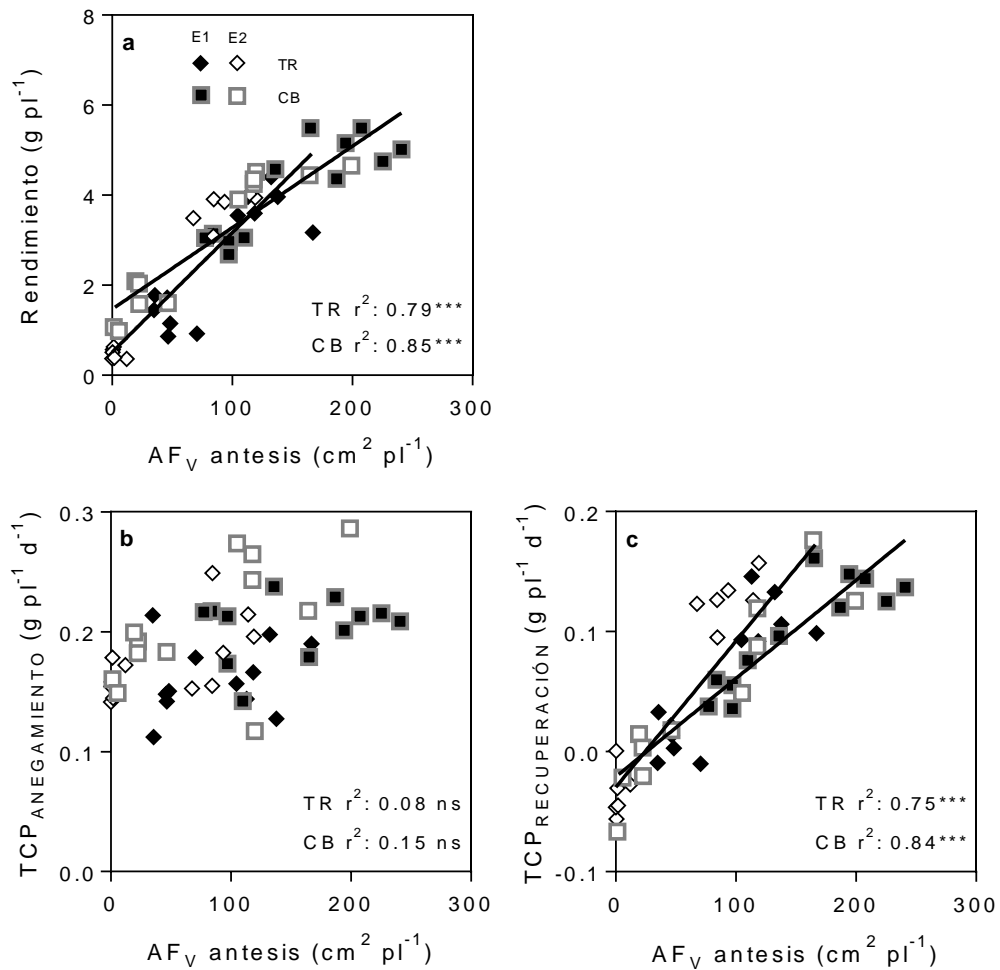 a
E1 E2
TR
CB
8
6
4
2
0
Rendimiento (g pl-1)
TR r2: 0.79***
CB r2: 0.85***
0 100 200 300
AFV antesis (cm2 pl-1)
b
0.3
0.2
0.1
0.0
TCPANEGAMIENTO (g pl-1 d-1)
TR r2: 0.08 ns
CB r2: 0.15 ns
0 100 200 300
AFV antesis (cm2 pl-1)
c
0.2
0.1
0.0
-0.1
TCPRECUPERACIÓN (g pl-1 d-1)
TR r2: 0.75***
CB r2: 0.84***
0 100 200 300
AFV antesis (cm2 pl-1)